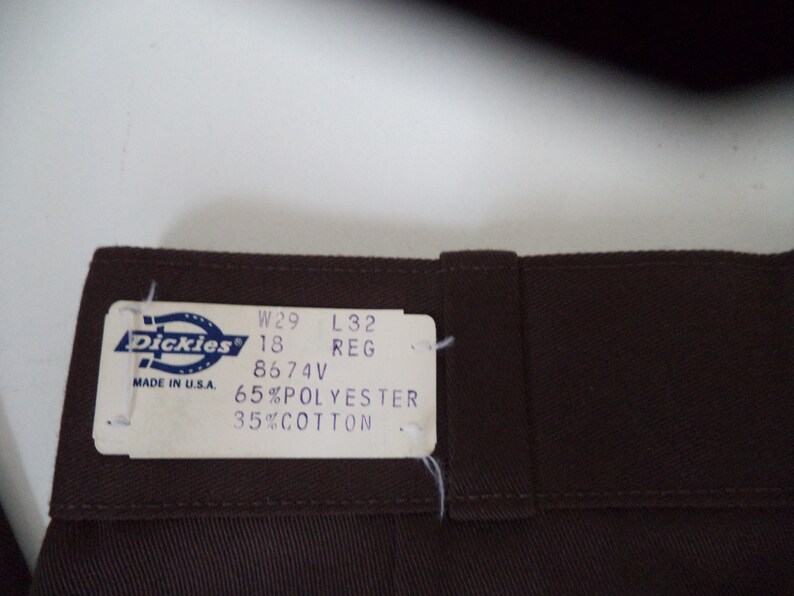 W29 L32
Dickies®
18 REG
8674V
MADE IN U.S.A.
65%POLYESTER
35%COTTON